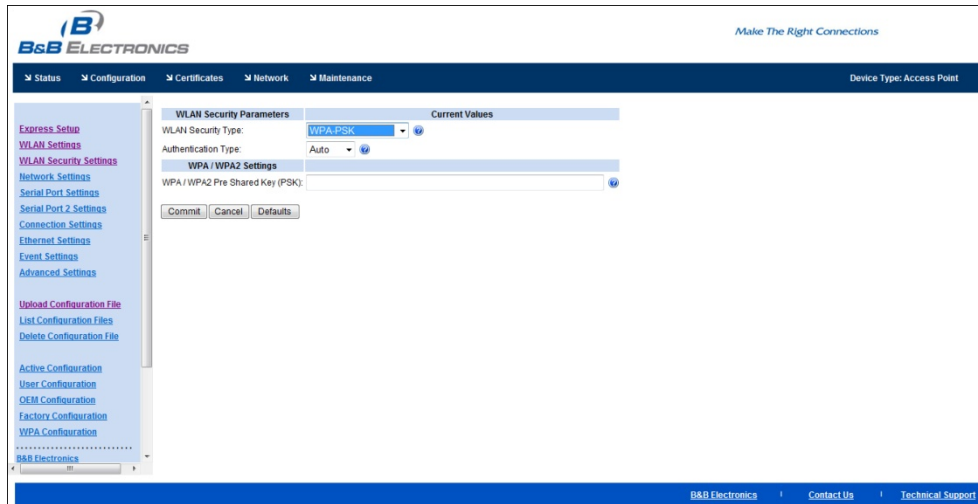 B&B ELECTRONICS
Make The Right Connections
Status Configuration Certificates Network Maintenance Device Type: Access Point
Express Setup
WLAN Settings
WLAN Security Settings
Network Settings
Serial Port Settings
Serial Port 2 Settings
Connection Settings
Ethernet Settings
Event Settings
Advanced Settings
Upload Configuration File
List Configuration Files
Delete Configuration File
Active Configuration
User Configuration
OEM Configuration
Factory Configuration
WPA Configuration
B&B Electronics
WLAN Security Parameters Current Values
WLAN Security Type: WPA-PSK
Authentication Type: Auto
WPA / WPA2 Settings
WPA / WPA2 Pre Shared Key (PSK):
Commit Cancel Defaults
B&B Electronics | Contact Us | Technical Support